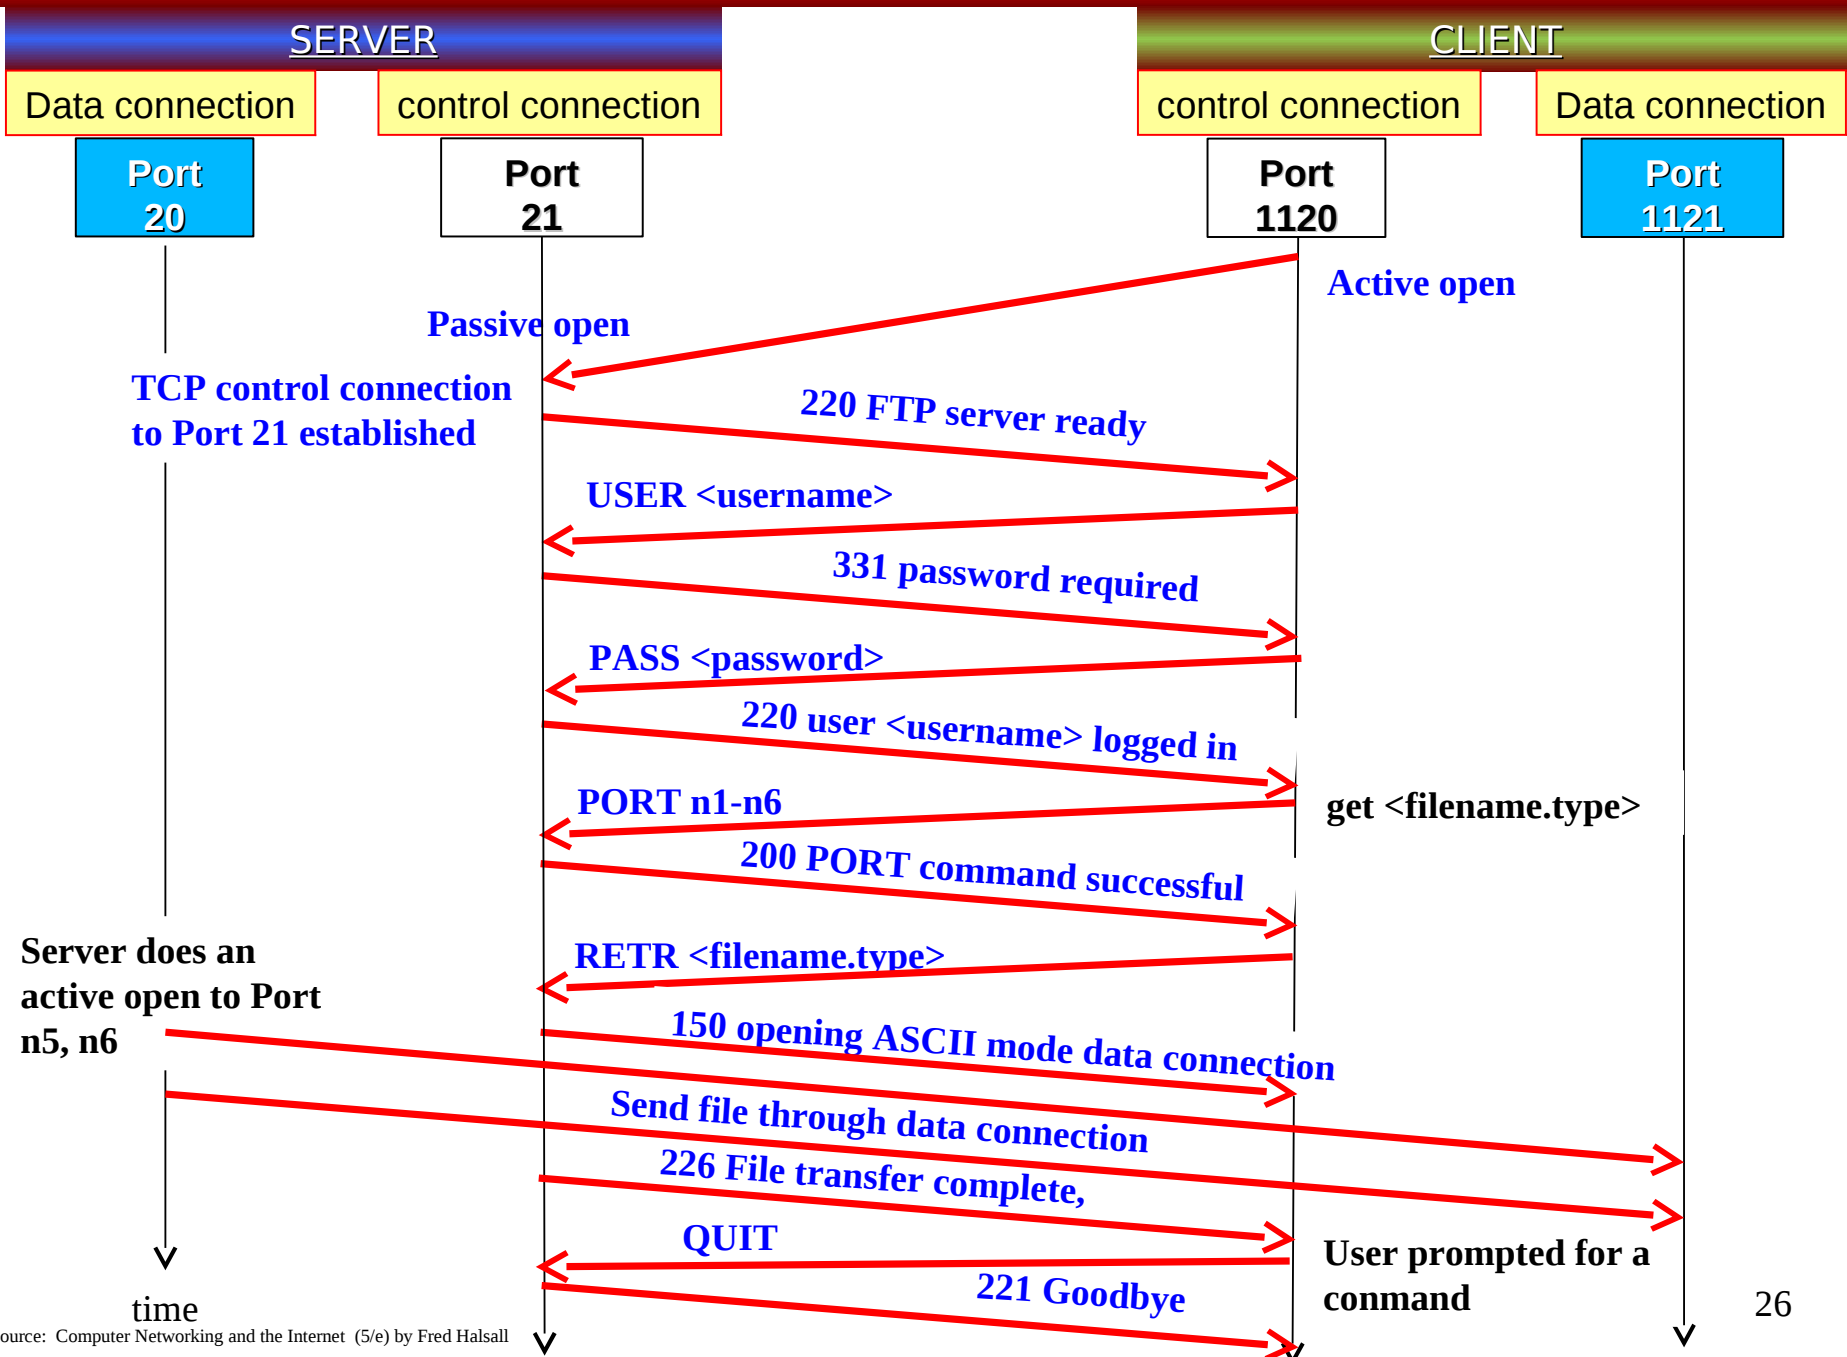 SERVER
CLIENT
Data connection
control connection
control connection
Data connection
Port
20
Port
21
Port
1120
Port
1121
Active open
Passive open
TCP control connection
to Port 21 established
220 FTP server ready
USER <username>
331 password required
PASS <password>
220 user <username> logged in
PORT n1-n6
get <filename.type>
200 PORT command successful
Server does an
active open to Port
n5, n6
RETR <filename.type>
150 opening ASCII mode data connection
Send file through data connection
226 File transfer complete,
QUIT
User prompted for a
conmand
221 Goodbye
time
26
ource: Computer Networking and the Internet (5/e) by Fred Halsall